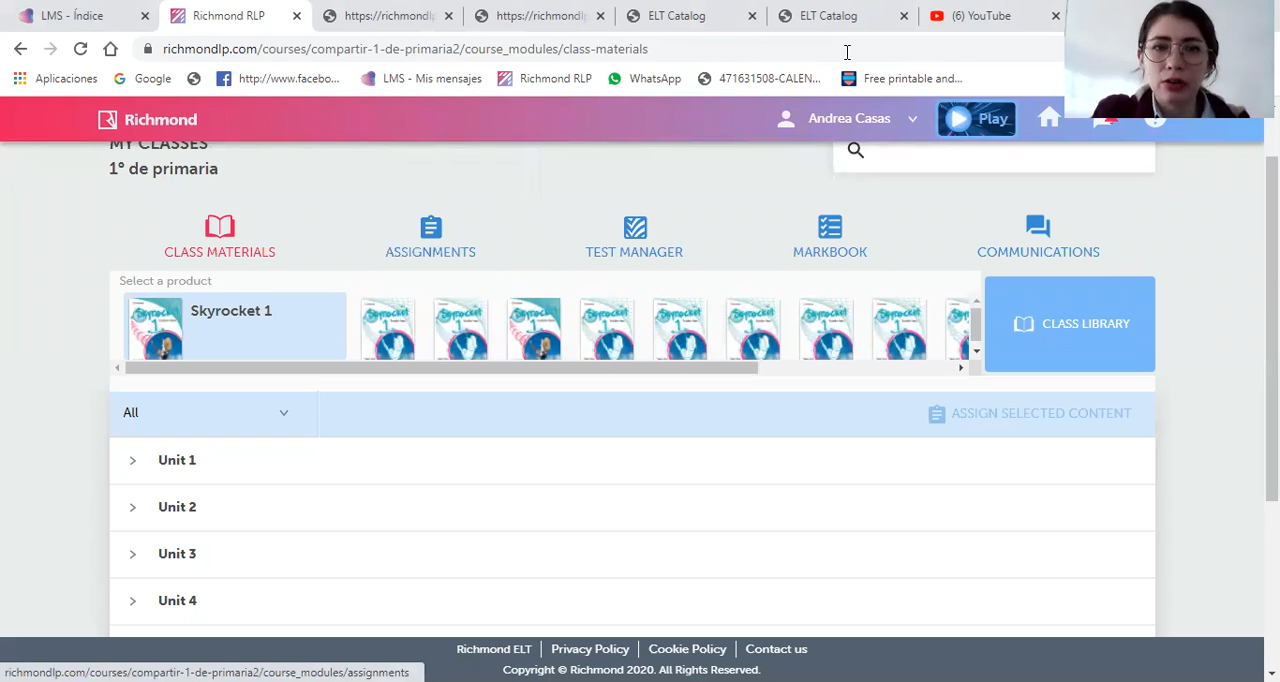 LMS - Índice
Richmond RLP
https://richmondlp
https://richmondlp
ELT Catalog
ELT Catalog
(6) YouTube
richmondlp.com/courses/compartir-1-de-primaria2/course_modules/class-materials
Aplicaciones
Google
http://www.facebo...
LMS - Mis mensajes
Richmond RLP
WhatsApp
471631508-CALEN...
Free printable and...
Richmond
Andrea Casas
Play
MY CLASSES
1° de primaria
CLASS MATERIALS
ASSIGNMENTS
TEST MANAGER
MARKBOOK
COMMUNICATIONS
Select a product
Skyrocket 1
CLASS LIBRARY
All
ASSIGN SELECTED CONTENT
Unit 1
Unit 2
Unit 3
Unit 4
Richmond ELT
Privacy Policy
Cookie Policy
Contact us
Copyright © Richmond 2020. All Rights Reserved.
richmondlp.com/courses/compartir-1-de-primaria2/course_modules/assignments